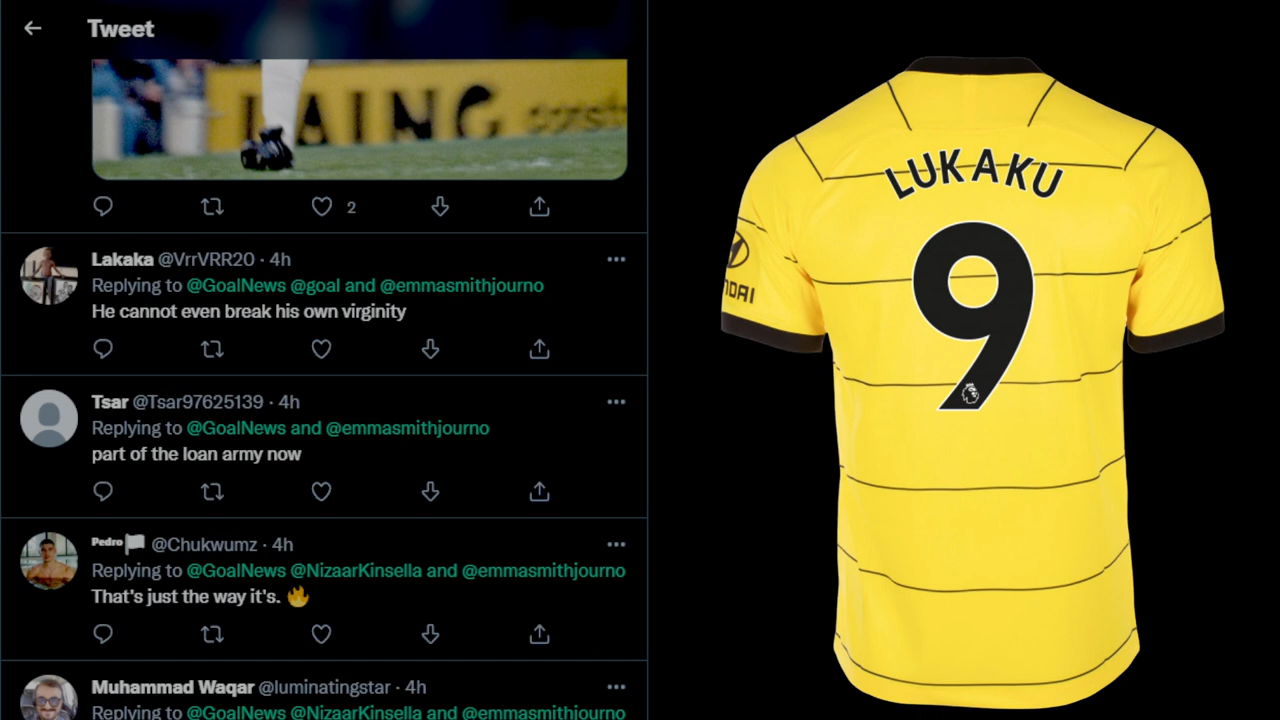 Tweet
LAING
2
Lakaka @VrrVRR20 · 4h
Replying to @GoalNews @goal and @emmasmithjourno
He cannot even break his own virginity
Tsar @Tsar97625139 · 4h
Replying to @GoalNews and @emmasmithjourno
part of the loan army now
Pedro @Chukwumz · 4h
Replying to @GoalNews @NizaarKinsella and @emmasmithjourno
That's just the way it's. 🔥
Muhammad Waqar @luminatingstar · 4h
Replying to @GoalNews @NizaarKinsella and @emmasmithjourno
LUKAKU
9